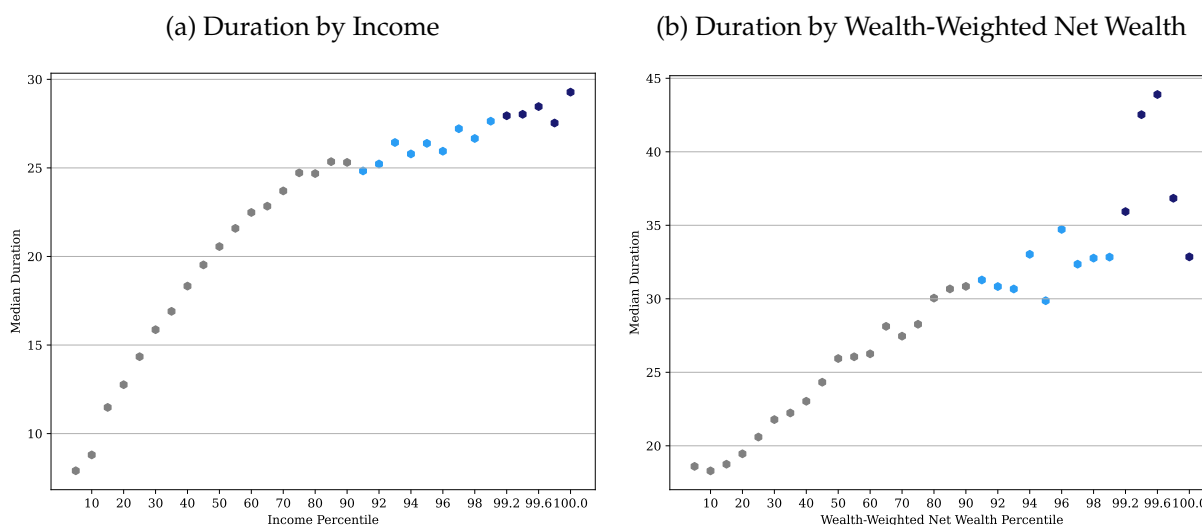 (a) Duration by Income
(b) Duration by Wealth-Weighted Net Wealth
30
25
20
15
10
Median Duration
10 20 30 40 50 60 70 80 90 92 94 96 98 99.2 99.6 100.0
Income Percentile
45
40
35
30
25
20
Median Duration
10 20 30 40 50 60 70 80 90 92 94 96 98 99.2 99.6 100.0
Wealth-Weighted Net Wealth Percentile